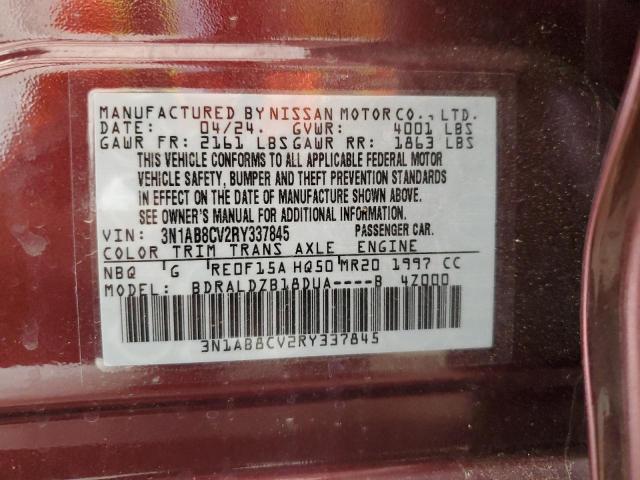 MANUFACTURED BY NISSAN MOTOR CO., LTD.
DATE: 04/24. GVWR: 4001 LBS
GAWR FR: 2161 LBS GAWR RR: 1863 LBS
THIS VEHICLE CONFORMS TO ALL APPLICABLE FEDERAL MOTOR
VEHICLE SAFETY, BUMPER AND THEFT PREVENTION STANDARDS
IN EFFECT ON THE DATE OF MANUFACTURE SHOWN ABOVE.
SEE OWNER'S MANUAL FOR ADDITIONAL INFORMATION.
VIN: 3N1AB8CV2RY337845 PASSENGER CAR.
COLOR TRIM TRANS AXLE ENGINE
NBQ G RE0F15A HQ50 MR20 1997 CC
MODEL: BDRALDZB18DUA----B 4Z000
3N1AB8CV2RY337845